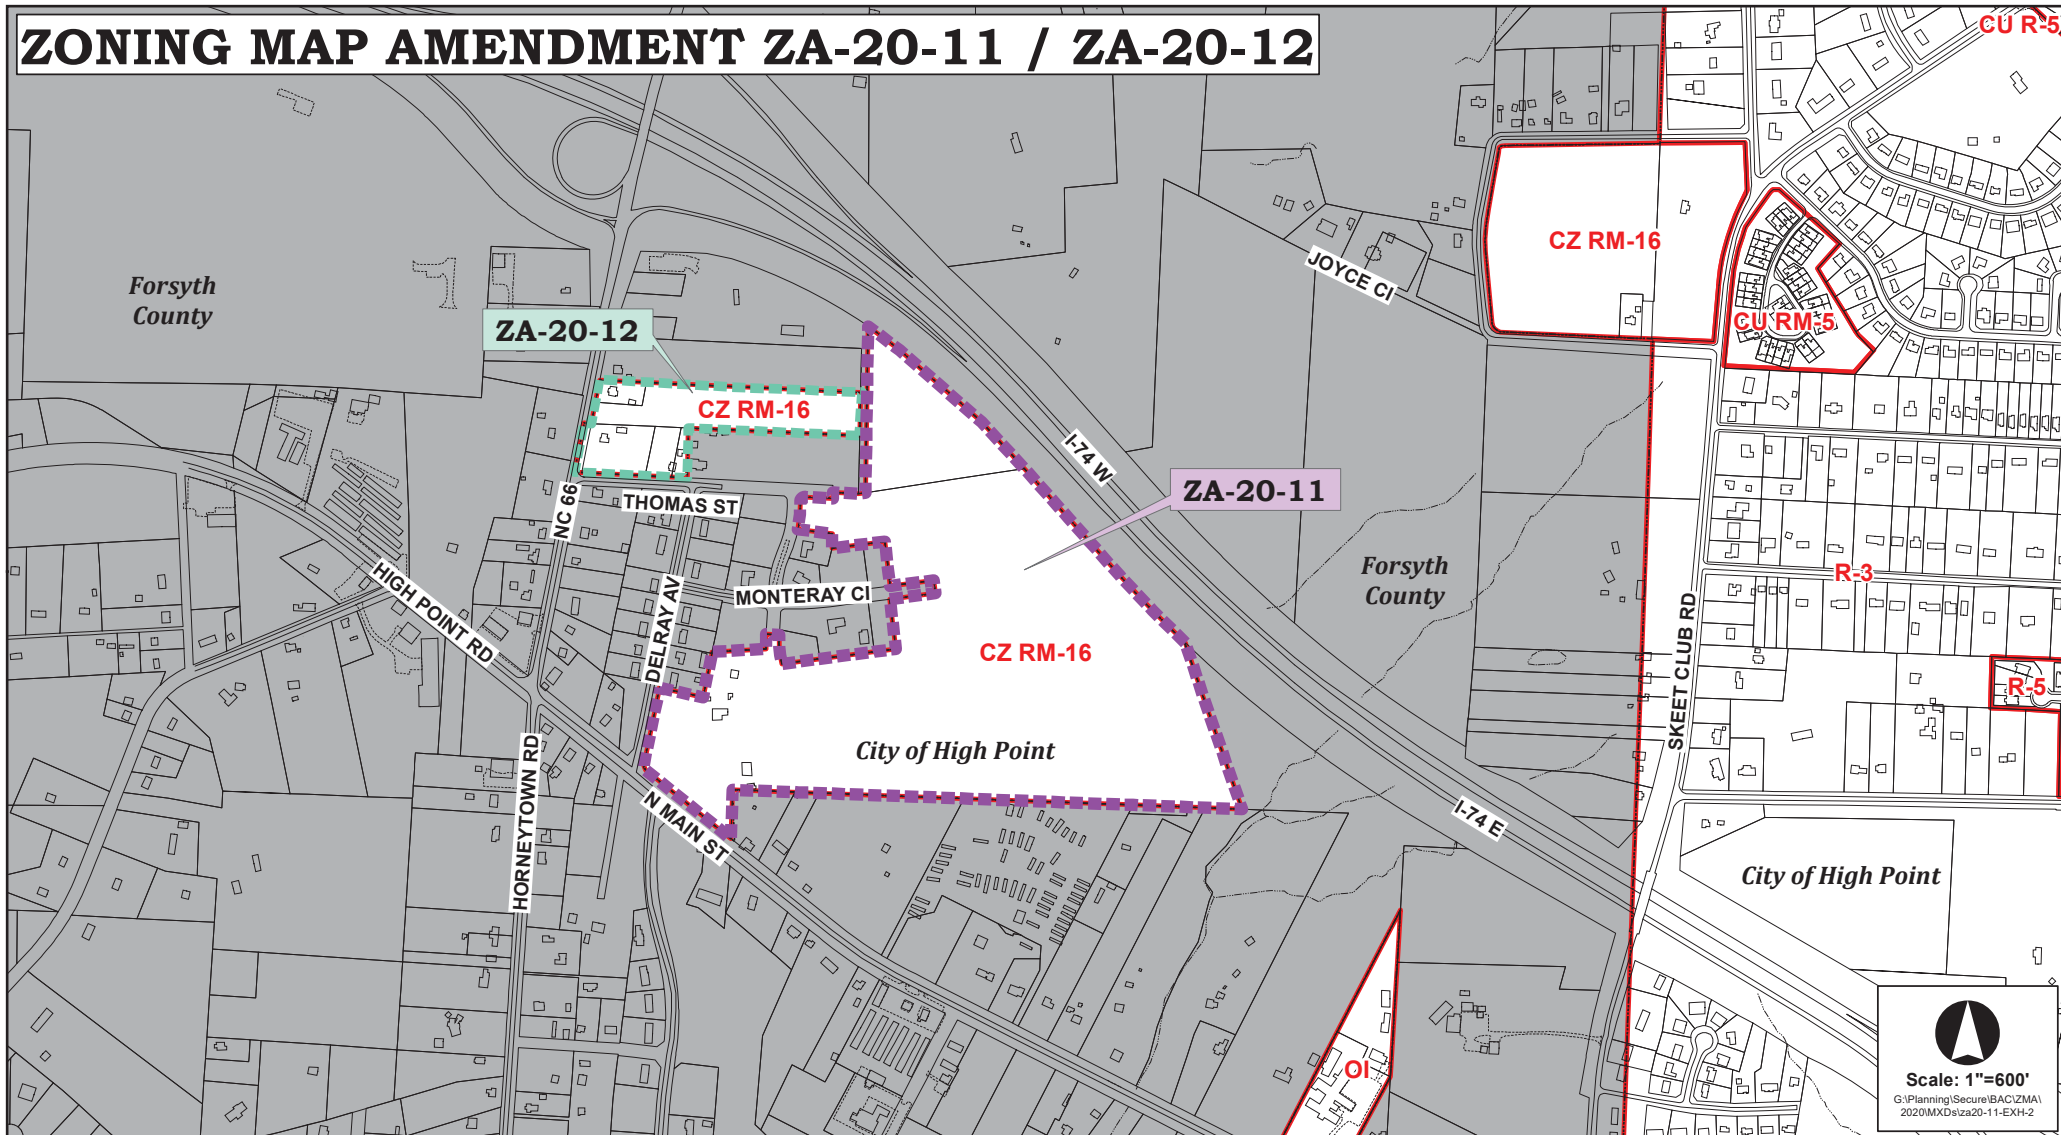 ZONING MAP AMENDMENT ZA-20-11 / ZA-20-12
CU R-5
CZ RM-16
JOYCE CI
Forsyth
County
ZA-20-12
CU RM-5
CZ RM-16
I-74 W
ZA-20-11
NC 66
THOMAS ST
Forsyth
County
HIGH POINT RD
DELRAY AV
MONTERAY CI
R-3
CZ RM-16
SKEET CLUB RD
R-5
City of High Point
HORNEYTOWN RD
N MAIN ST
I-74 E
City of High Point
OI
Scale: 1"=600'
G:\Planning\Secure\BAC\ZMA\
2020\MXDs\za20-11-EXH-2